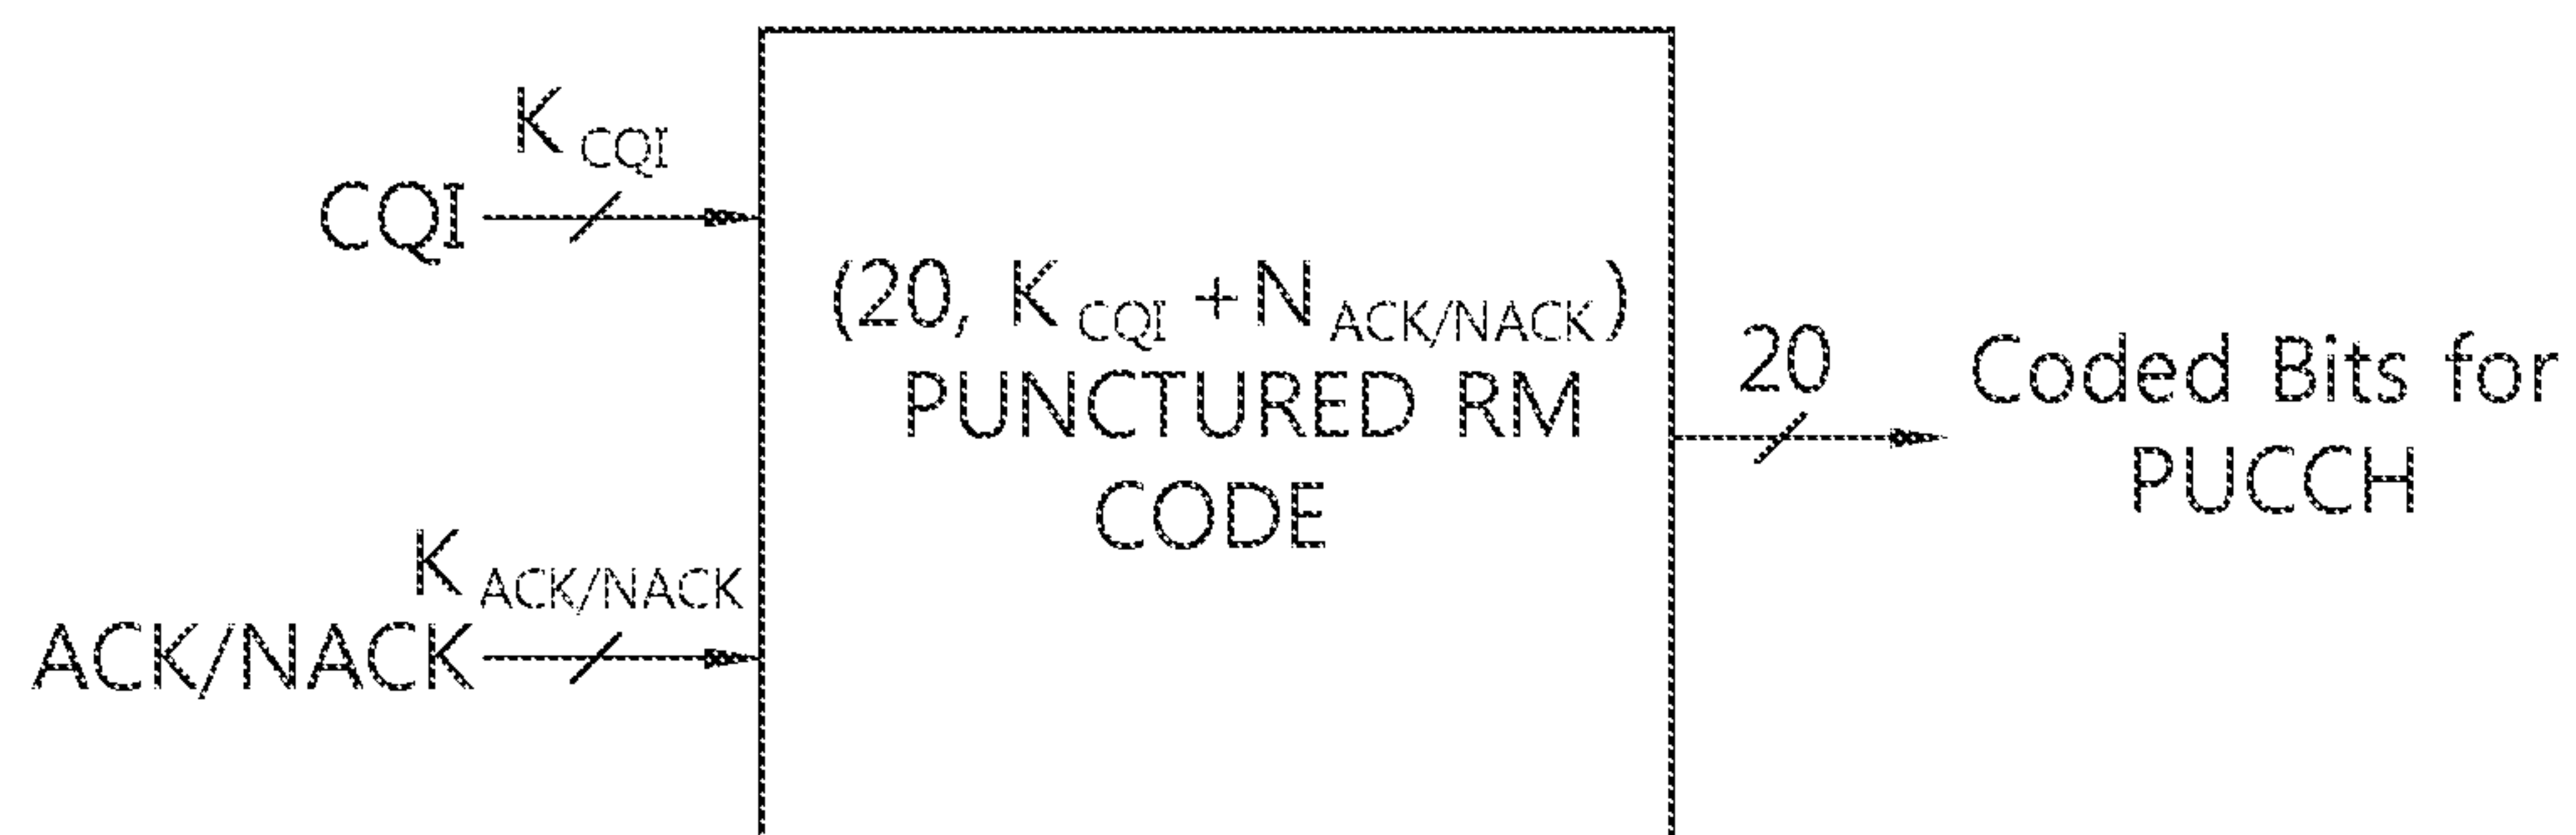 K CQI
CQI
(20, K CQI + N ACK/NACK)
PUNCTURED RM
CODE
K ACK/NACK
ACK/NACK
20
Coded Bits for
PUCCH